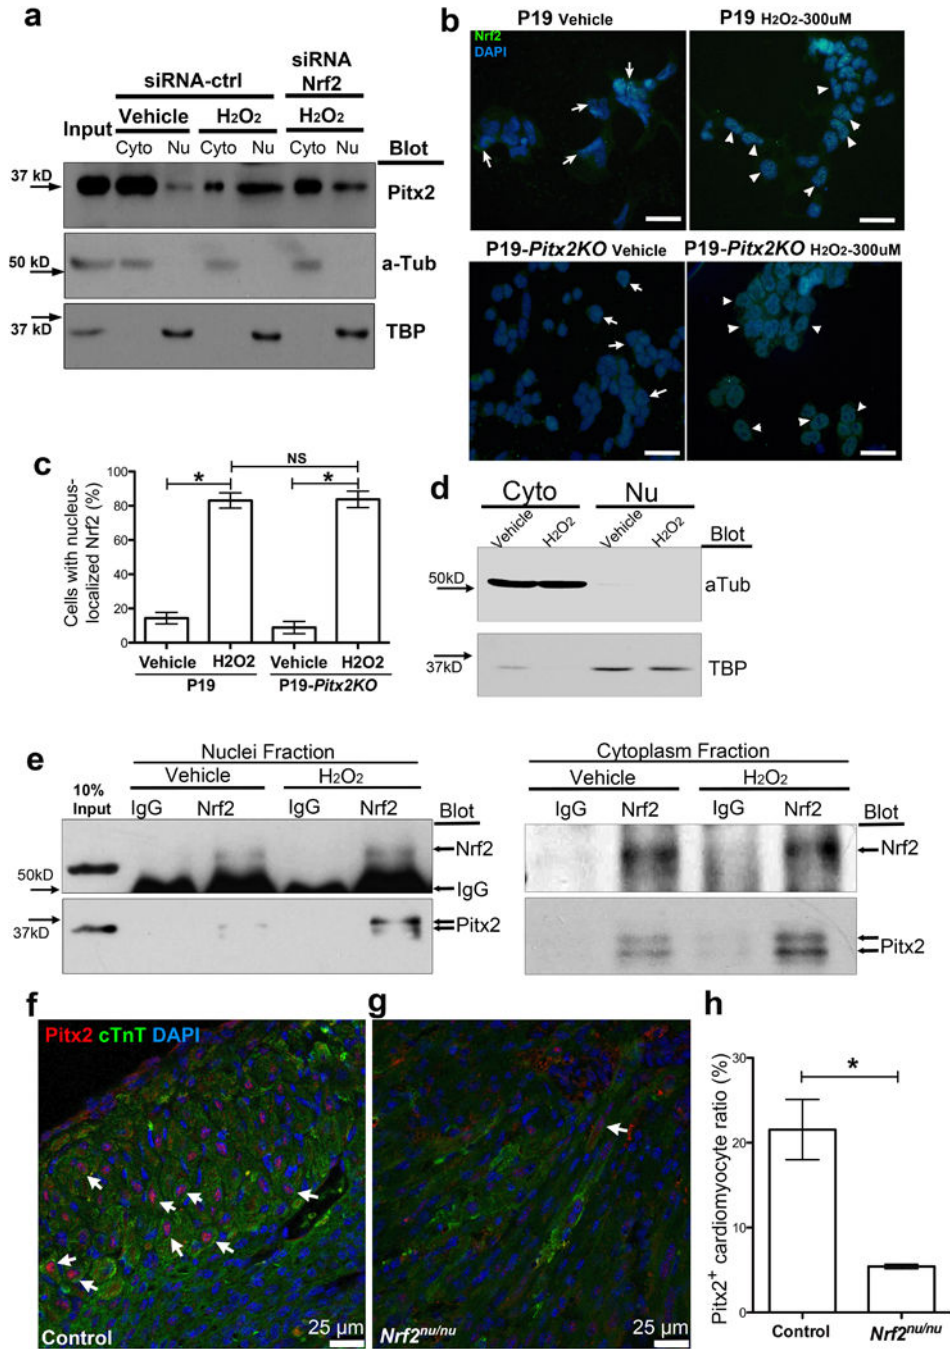 a
siRNA-ctrl
siRNA
Nrf2
Input
Vehicle
H2O2
H2O2
Cyto Nu Cyto Nu Cyto Nu
Blot
37 kD
Pitx2
50 kD
a-Tub
37 kD
TBP
b
P19 Vehicle
P19 H2O2-300uM
Nrf2
DAPI
P19-Pitx2KO Vehicle
P19-Pitx2KO H2O2-300uM
c
Cells with nucleus-
localized Nrf2 (%)
100
80
60
40
20
0
*
NS
*
Vehicle H2O2 Vehicle H2O2
P19
P19-Pitx2KO
d
Cyto
Nu
Vehicle
H2O2
Vehicle
H2O2
Blot
50kD
aTub
37kD
TBP
e
Nuclei Fraction
Vehicle
H2O2
10%
Input
IgG Nrf2 IgG Nrf2
Blot
Nrf2
50kD
IgG
37kD
Pitx2
Cytoplasm Fraction
Vehicle
H2O2
IgG Nrf2 IgG Nrf2
Blot
Nrf2
Pitx2
f
Pitx2 cTnT DAPI
Control
25 µm
g
Nrf2nu/nu
25 µm
h
Pitx2+ cardiomyocyte ratio (%)
30
20
10
0
*
Control
Nrf2nu/nu